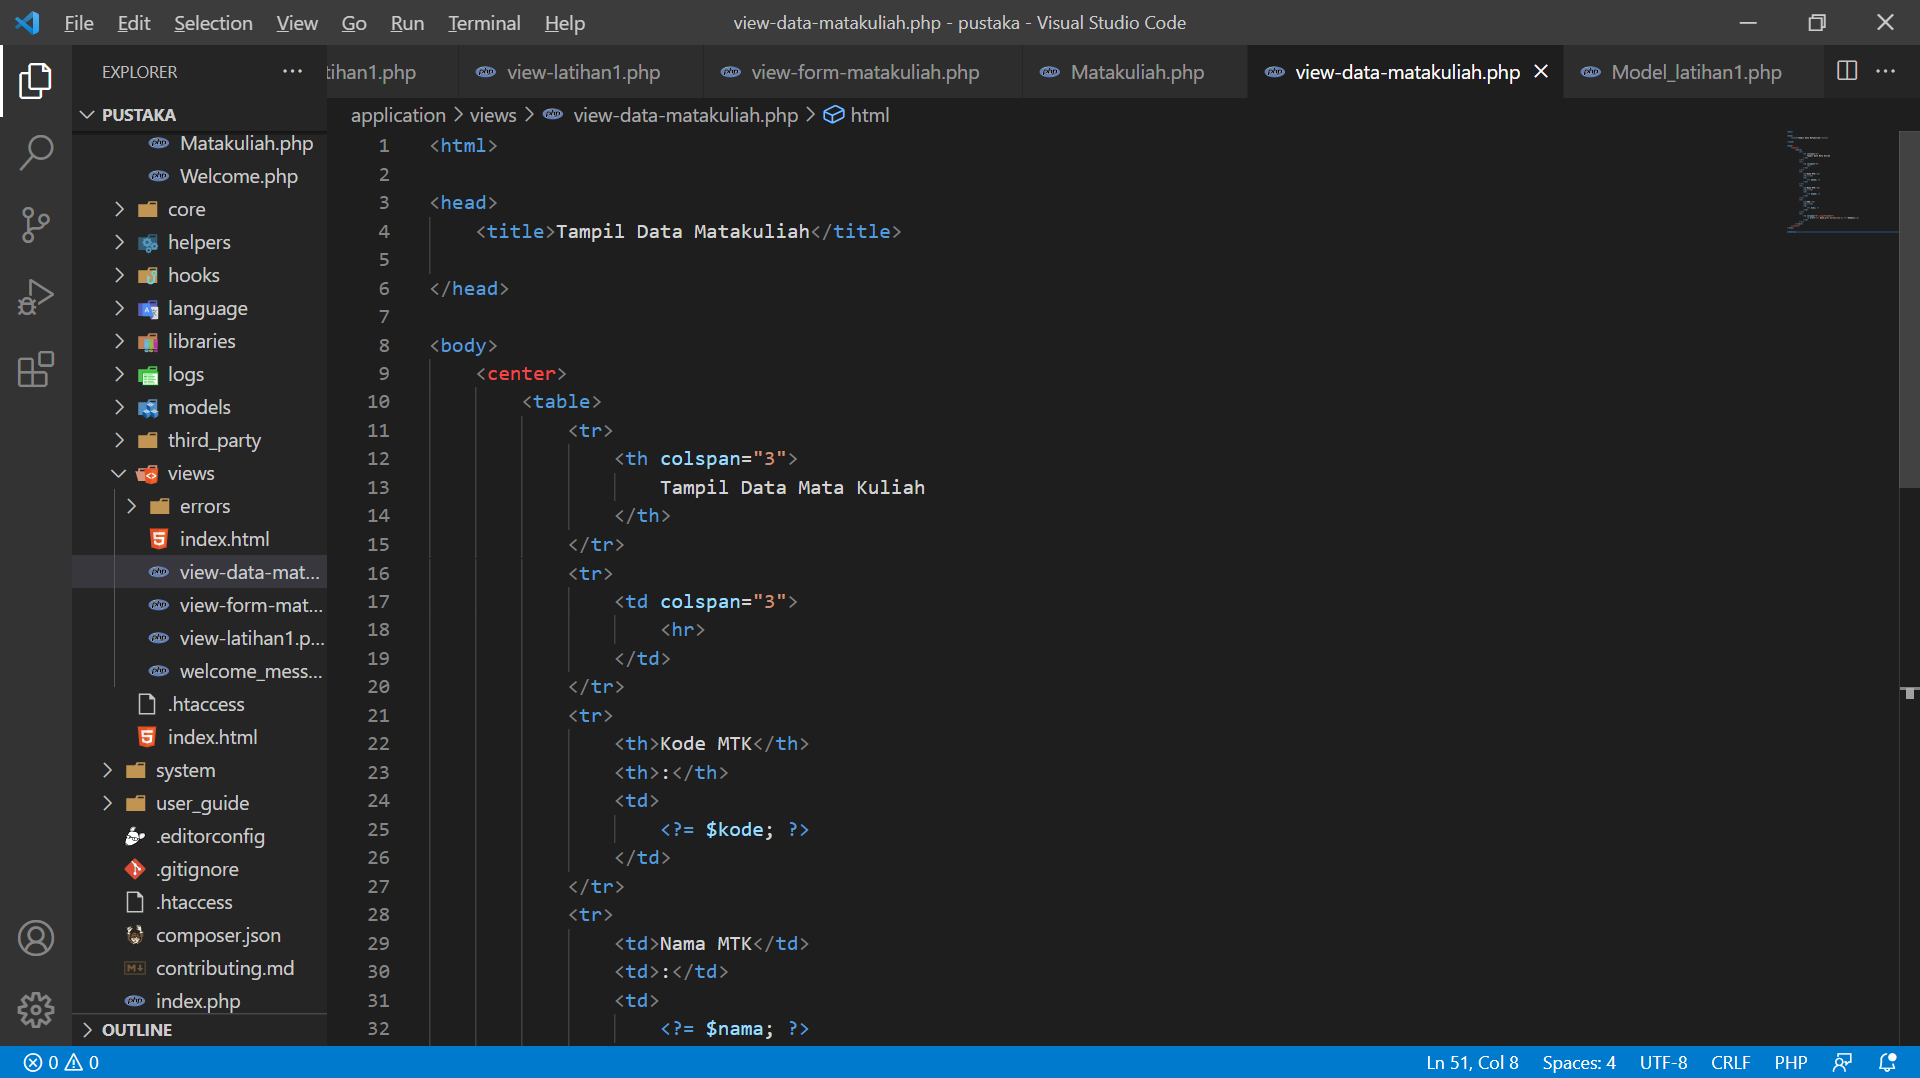 File Edit Selection View Go Run Terminal Help view-data-matakuliah.php - pustaka - Visual Studio Code
EXPLORER
tihan1.php view-latihan1.php view-form-matakuliah.php Matakuliah.php view-data-matakuliah.php Model_latihan1.php
PUSTAKA
application > views > view-data-matakuliah.php > html
Matakuliah.php
Welcome.php
core
helpers
hooks
language
libraries
logs
models
third_party
views
errors
index.html
view-data-mat...
view-form-mat...
view-latihan1.p...
welcome_mess...
.htaccess
index.html
system
user_guide
.editorconfig
.gitignore
.htaccess
composer.json
contributing.md
index.php
OUTLINE
1 <html>
2
3 <head>
4 <title>Tampil Data Matakuliah</title>
5
6 </head>
7
8 <body>
9 <center>
10 <table>
11 <tr>
12 <th colspan="3">
13 Tampil Data Mata Kuliah
14 </th>
15 </tr>
16 <tr>
17 <td colspan="3">
18 <hr>
19 </td>
20 </tr>
21 <tr>
22 <th>Kode MTK</th>
23 <th>:</th>
24 <td>
25 <?= $kode; ?>
26 </td>
27 </tr>
28 <tr>
29 <td>Nama MTK</td>
30 <td>:</td>
31 <td>
32 <?= $nama; ?>
0 0 Ln 51, Col 8 Spaces: 4 UTF-8 CRLF PHP